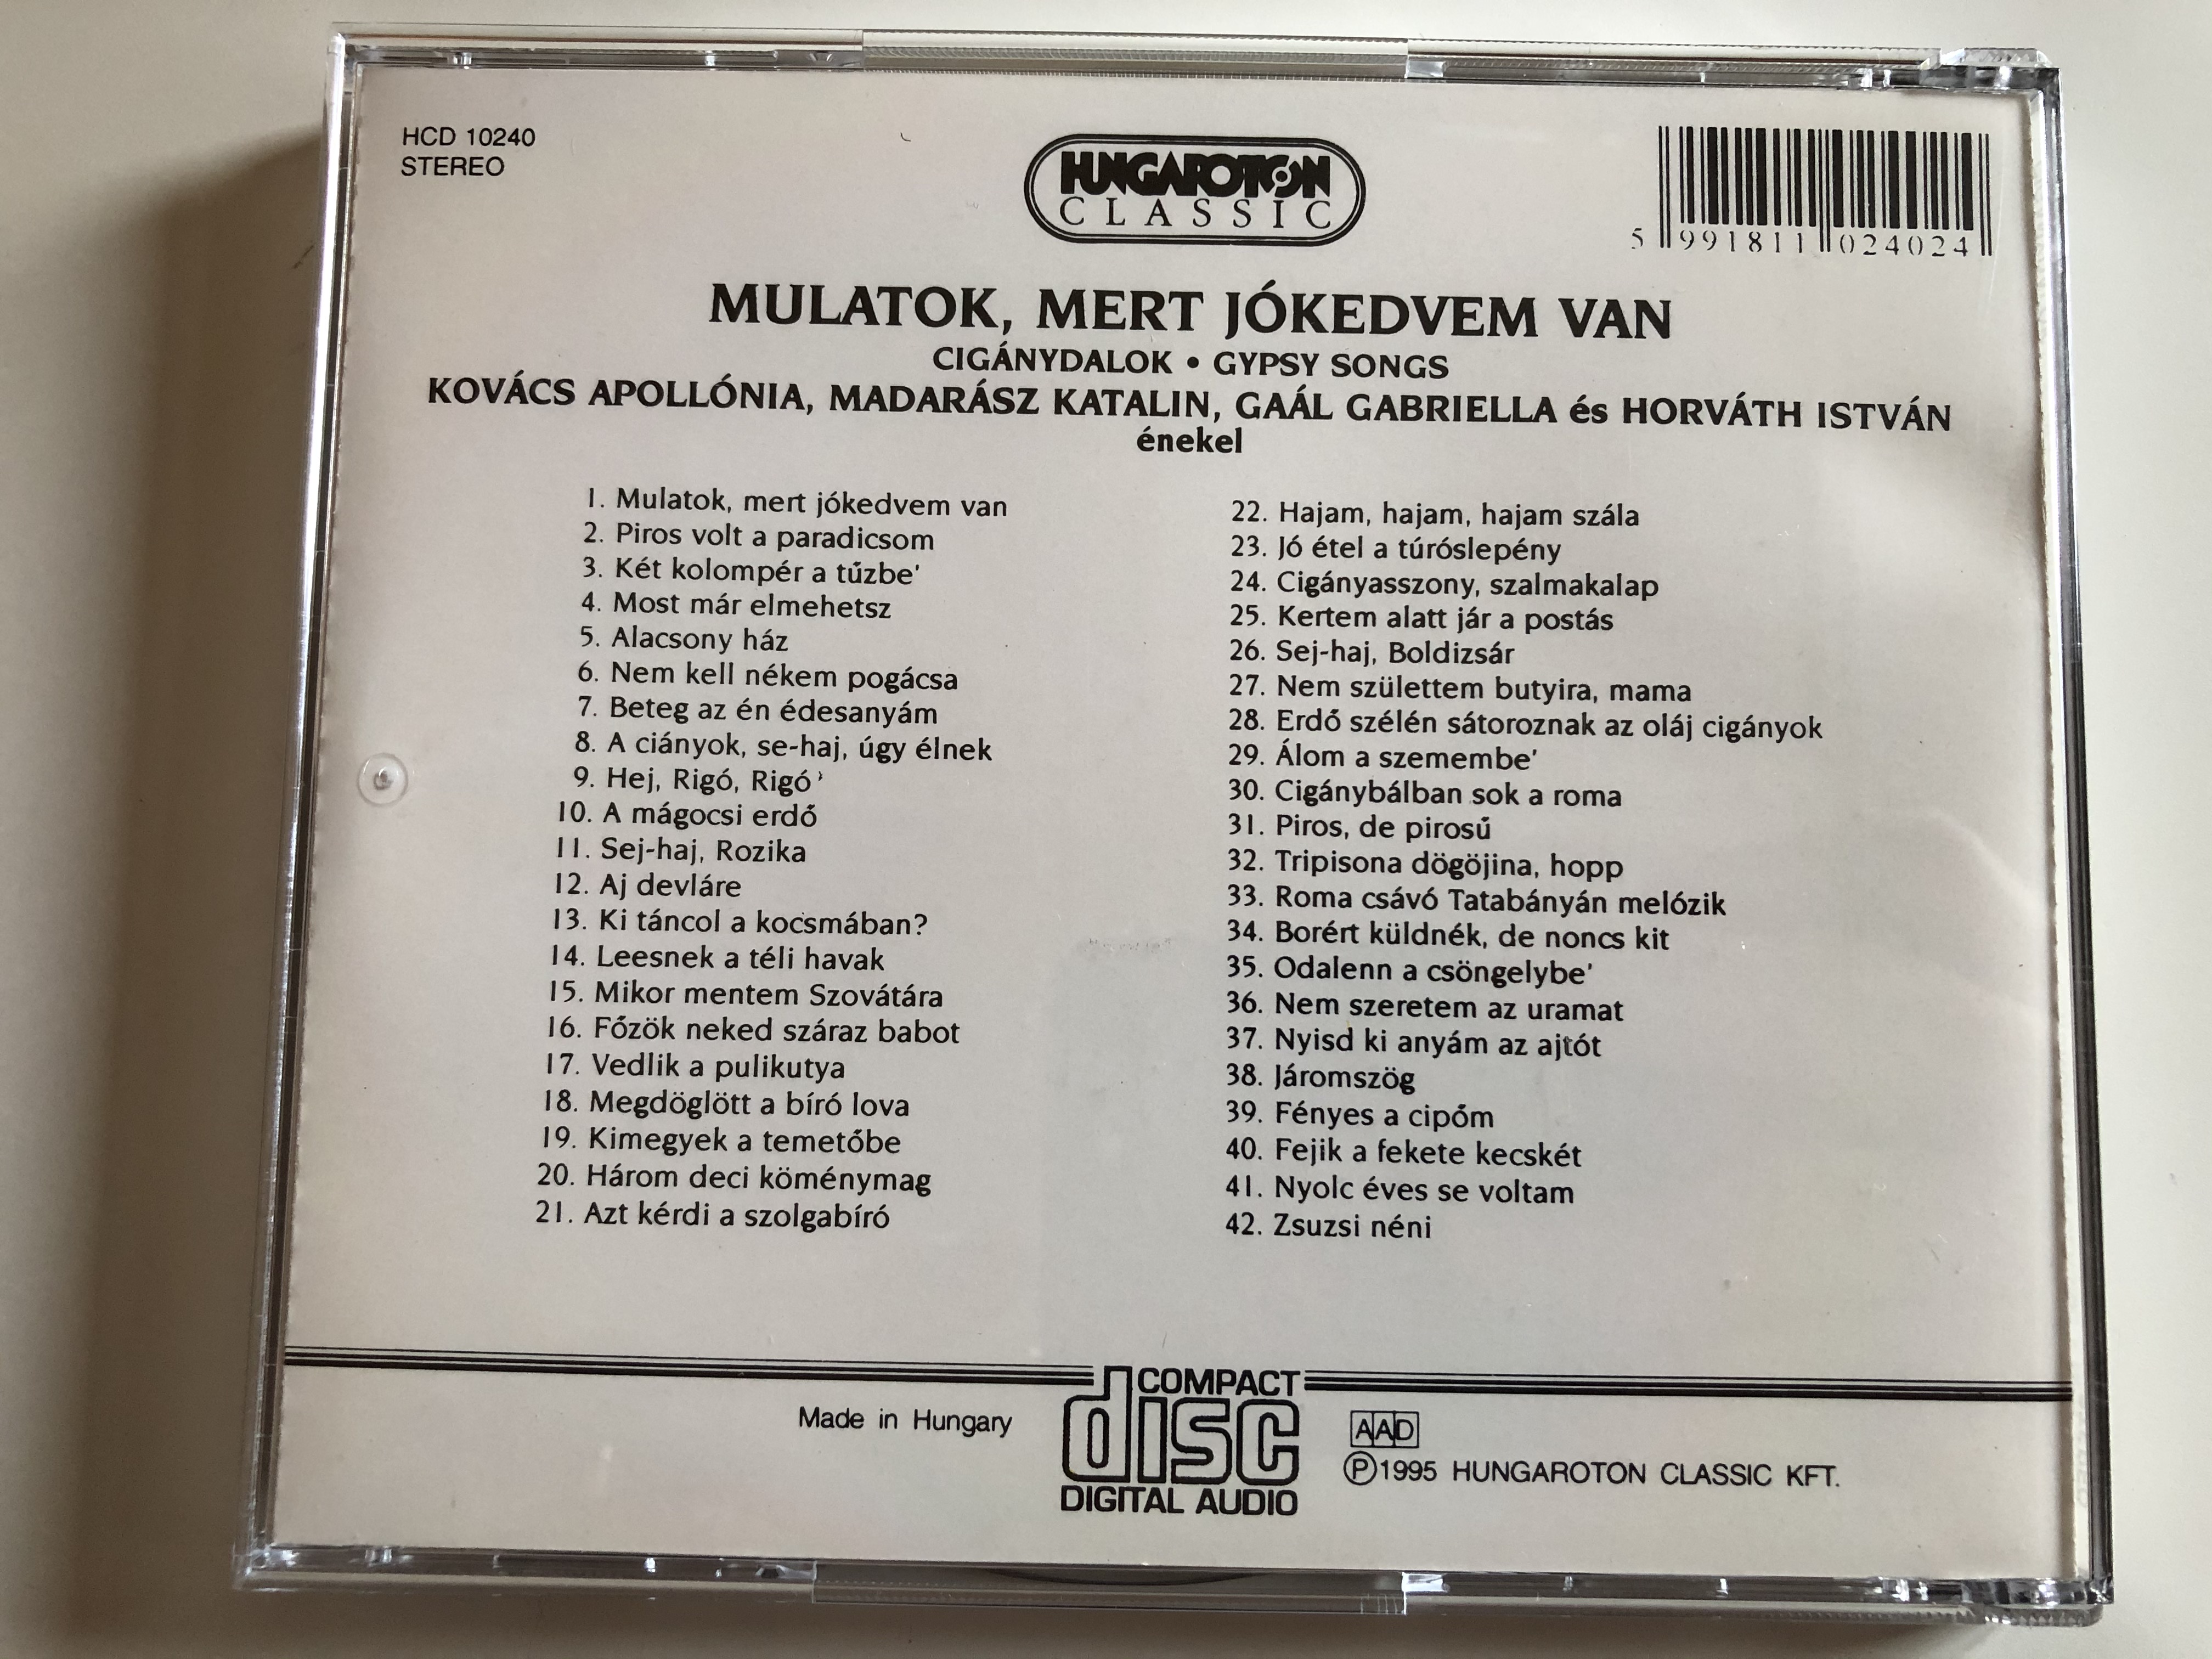 HCD 10240
STEREO
HUNGAROTON
CLASSIC
5 991811 024024
MULATOK, MERT JÓKEDVEM VAN
CIGÁNYDALOK • GYPSY SONGS
KOVÁCS APOLLÓNIA, MADARÁSZ KATALIN, GAÁL GABRIELLA és HORVÁTH ISTVÁN
énekel
1. Mulatok, mert jókedvem van
2. Piros volt a paradicsom
3. Két kolompér a tűzbe'
4. Most már elmehetsz
5. Alacsony ház
6. Nem kell nékem pogácsa
7. Beteg az én édesanyám
8. A ciányok, se-haj, úgy élnek
9. Hej, Rigó, Rigó
10. A mágocsi erdő
11. Sej-haj, Rozika
12. Aj devláre
13. Ki táncol a kocsmában?
14. Leesnek a téli havak
15. Mikor mentem Szovátára
16. Főzök neked száraz babot
17. Vedlik a pulikutya
18. Megdöglött a bíró lova
19. Kimegyek a temetőbe
20. Három deci köménymag
21. Azt kérdi a szolgabíró
22. Hajam, hajam, hajam szála
23. Jó étel a túróslepény
24. Cigányasszony, szalmakalap
25. Kertem alatt jár a postás
26. Sej-haj, Boldizsár
27. Nem születtem butyira, mama
28. Erdő szélén sátoroznak az oláj cigányok
29. Álom a szemembe'
30. Cigánybálban sok a roma
31. Piros, de pirosű
32. Tripisona dögöjina, hopp
33. Roma csávó Tatabányán melózik
34. Borért küldnék, de noncs kit
35. Odalenn a csöngelybe'
36. Nem szeretem az uramat
37. Nyisd ki anyám az ajtót
38. Járomszög
39. Fényes a cipőm
40. Fejik a fekete kecskét
41. Nyolc éves se voltam
42. Zsuzsi néni
Made in Hungary
COMPACT
disc
DIGITAL AUDIO
AAD
Ⓟ1995 HUNGAROTON CLASSIC KFT.